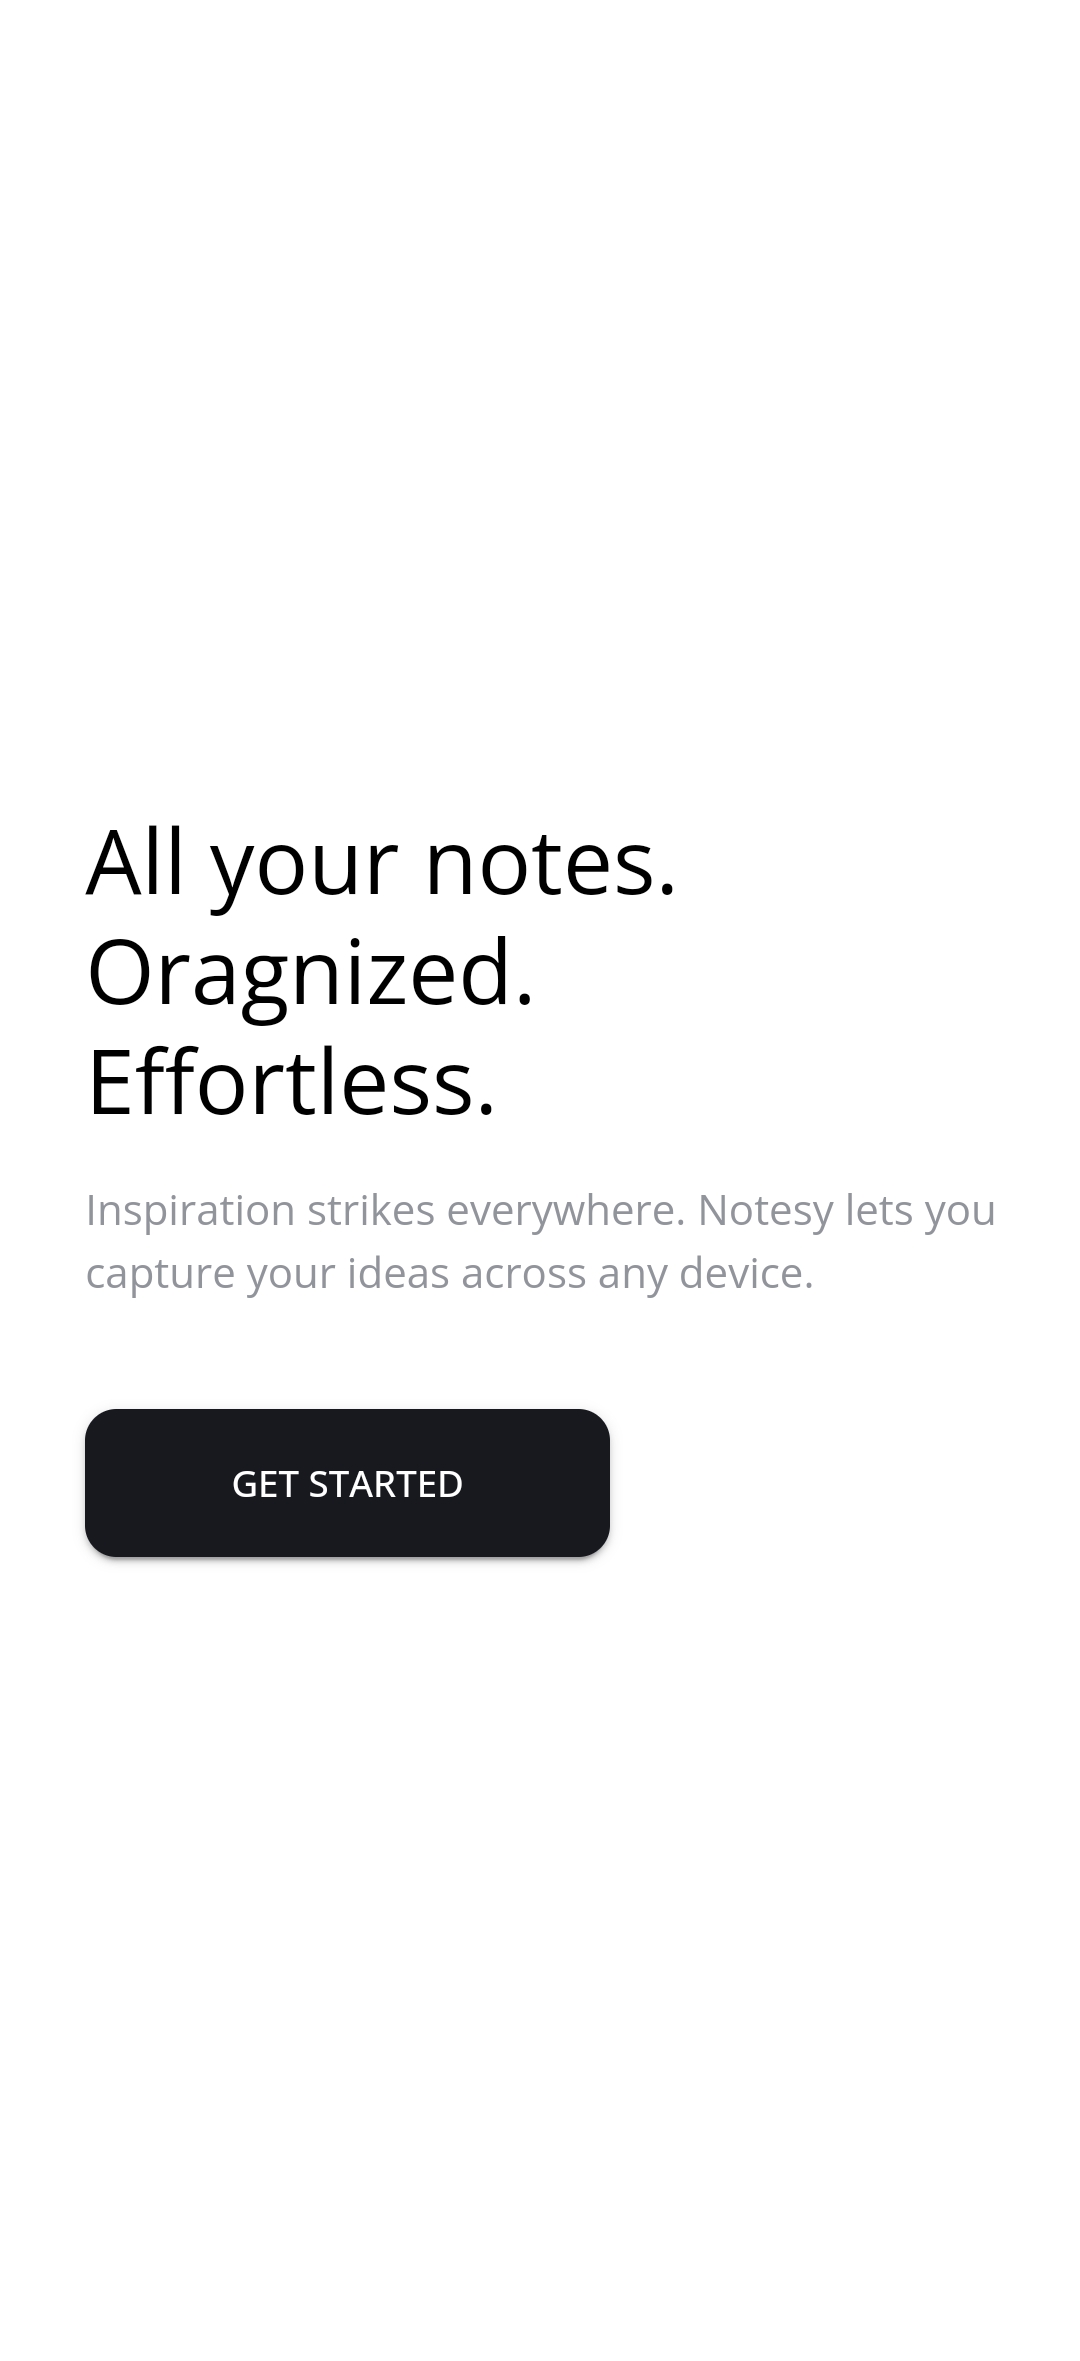 All your notes.
Oragnized.
Effortless.
Inspiration strikes everywhere. Notesy lets you
capture your ideas across any device.
GET STARTED